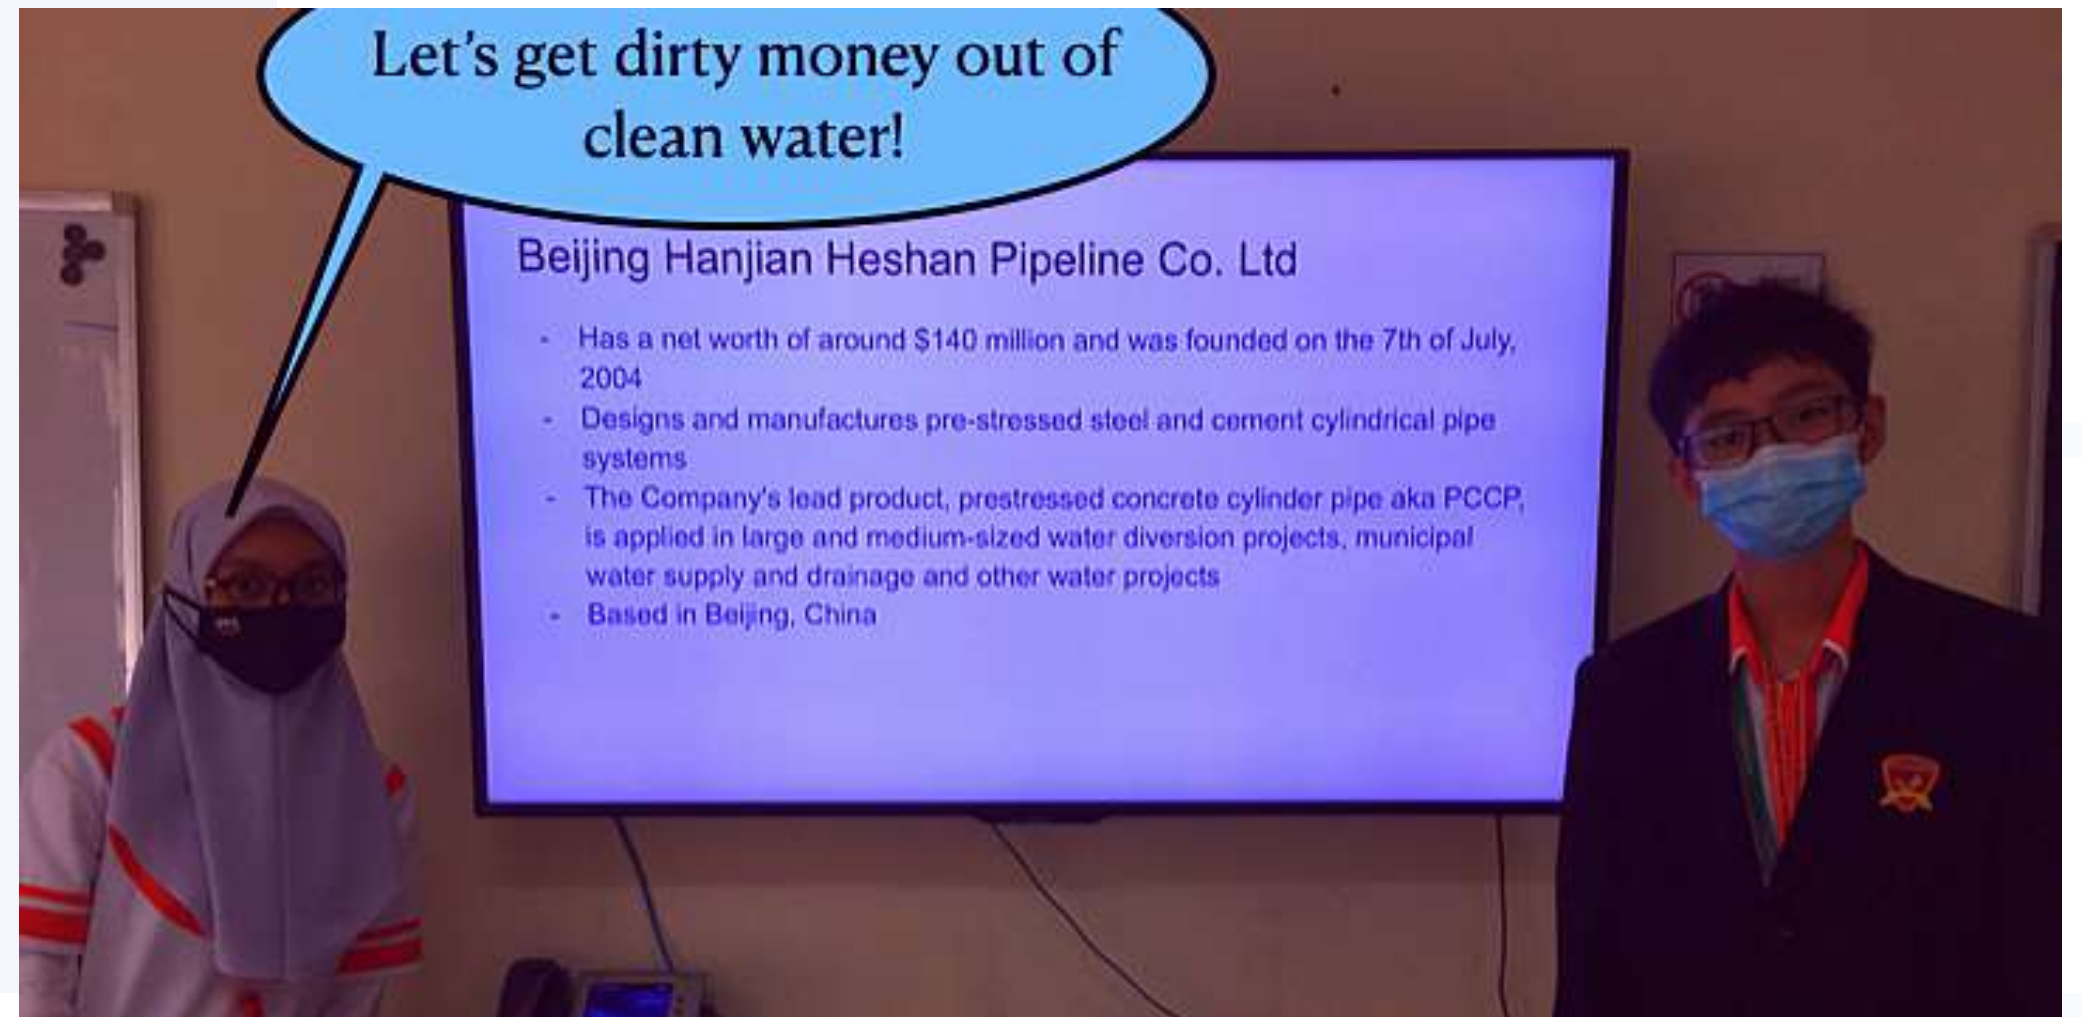 Let's get dirty money out of
clean water!
Beijing Hanjian Heshan Pipeline Co. Ltd
- Has a net worth of around $140 million and was founded on the 7th of July,
2004
- Designs and manufactures pre-stressed steel and cement cylindrical pipe
systems
- The Company's lead product, prestressed concrete cylinder pipe aka PCCP,
is applied in large and medium-sized water diversion projects, municipal
water supply and drainage and other water projects
- Based in Beijing, China